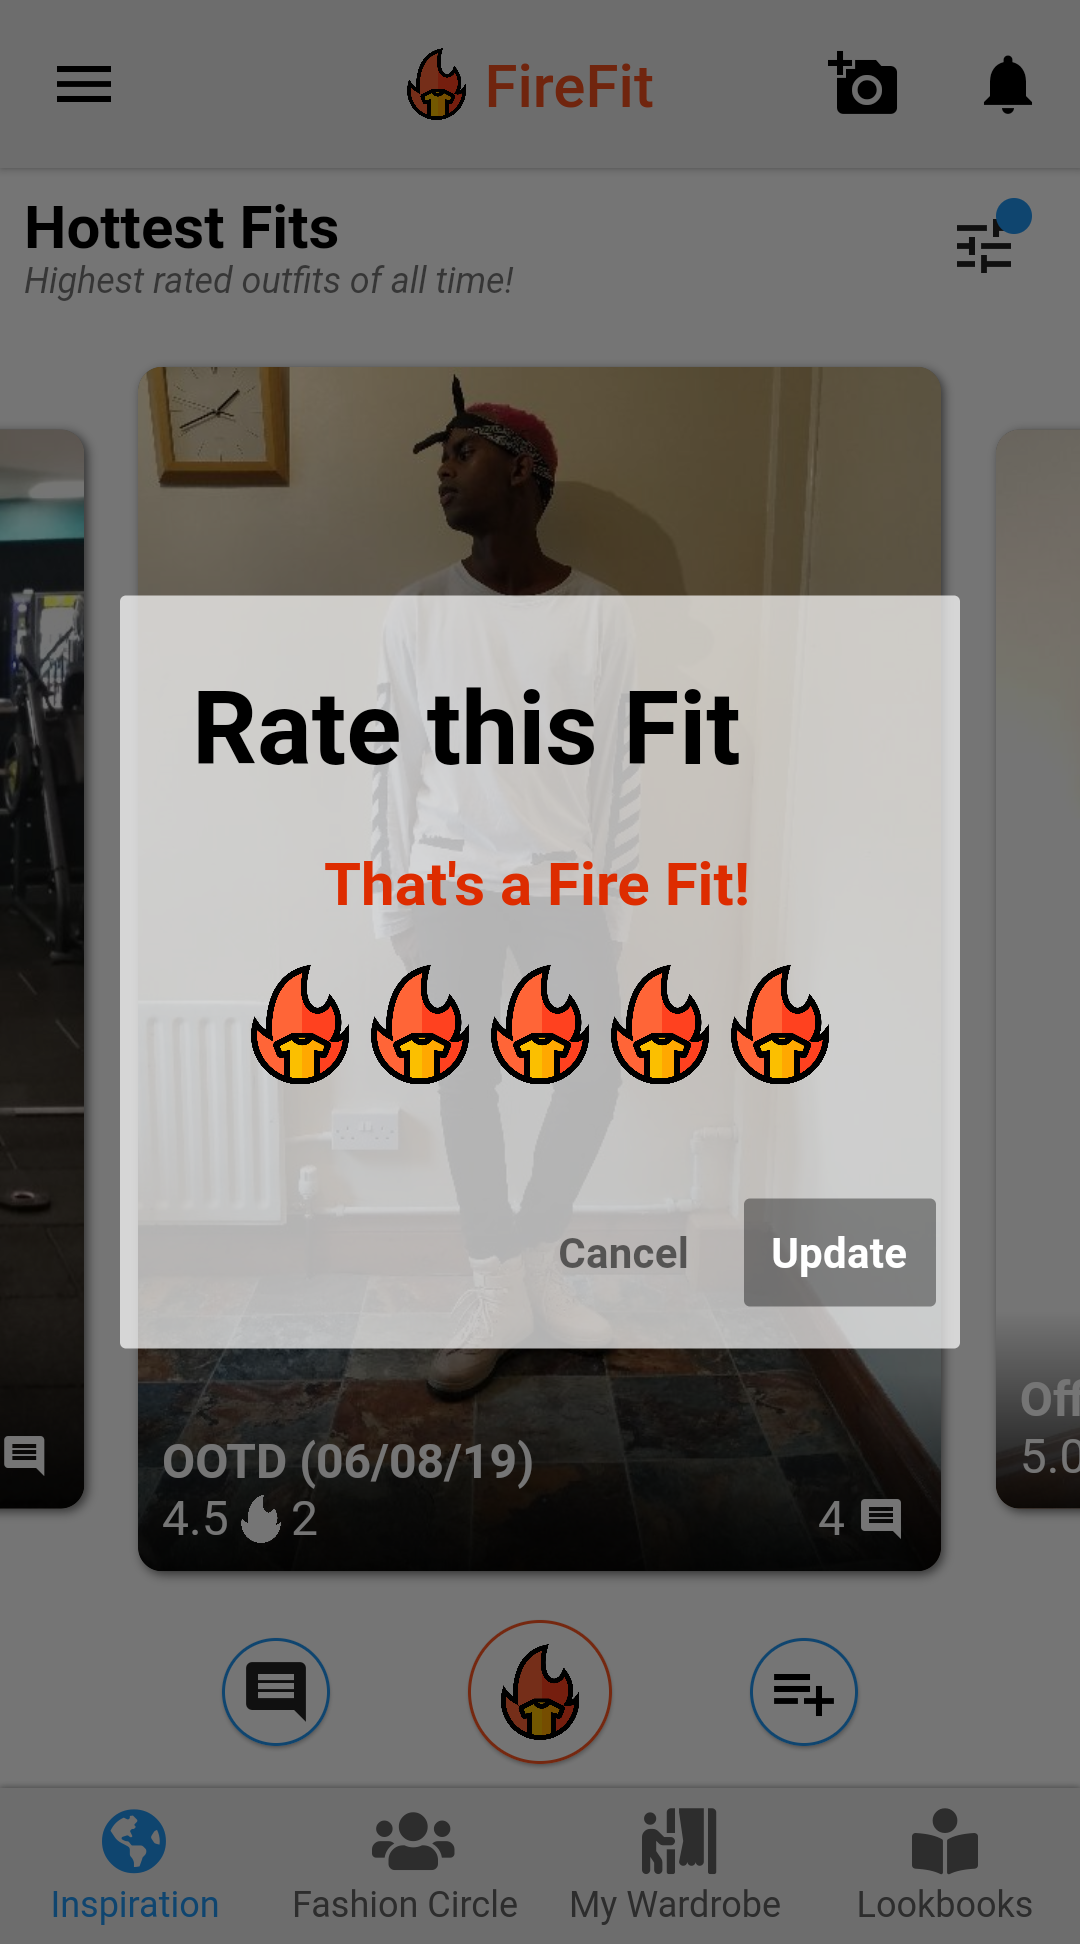 FireFit
Hottest Fits
Highest rated outfits of all time!
Rate this Fit
That's a Fire Fit!
Cancel
Update
OOTD (06/08/19)
4.5 2
4
Off
5.0
Inspiration
Fashion Circle
My Wardrobe
Lookbooks